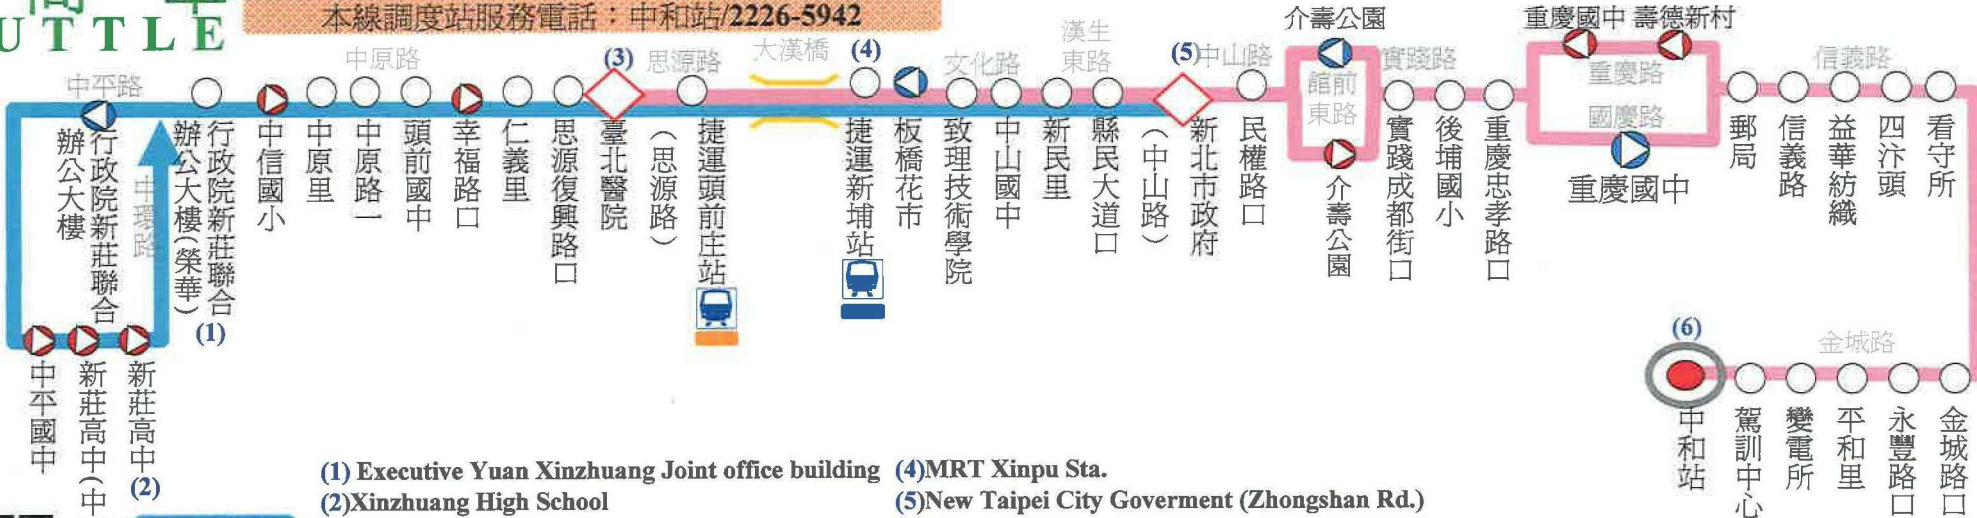 UTTLE
本線調度站服務電話：中和站/2226-5942
中平路
中原路
(3)
思源路
大漢橋
(4)
文化路
漢生
東路
(5)
中山路
介壽公園
館前
東路
實踐路
重慶國中 壽德新村
重慶路
國慶路
重慶國中
信義路
行政院新莊聯合
辦公大樓
中環路
行政院新莊聯合
辦公大樓(榮華)
(1)
中信國小
中原里
中原路一
頭前國中
幸福路口
仁義里
思源復興路口
臺北醫院
(思源路)
捷運頭前庄站
捷運新埔站
板橋花市
致理技術學院
中山國中
新民里
縣民大道口
(中山路)
新北市政府
民權路口
介壽公園
實踐成都街口
後埔國小
重慶忠孝路口
郵局
信義路
益華紡織
四汴頭
看守所
中平國中
新莊高中(中
新莊高中
(2)
(6)
金城路
中和站
駕訓中心
變電所
平和里
永豐路口
金城路口
(1) Executive Yuan Xinzhuang Joint office building
(2)Xinzhuang High School
(4)MRT Xinpu Sta.
(5)New Taipei City Goverment (Zhongshan Rd.)